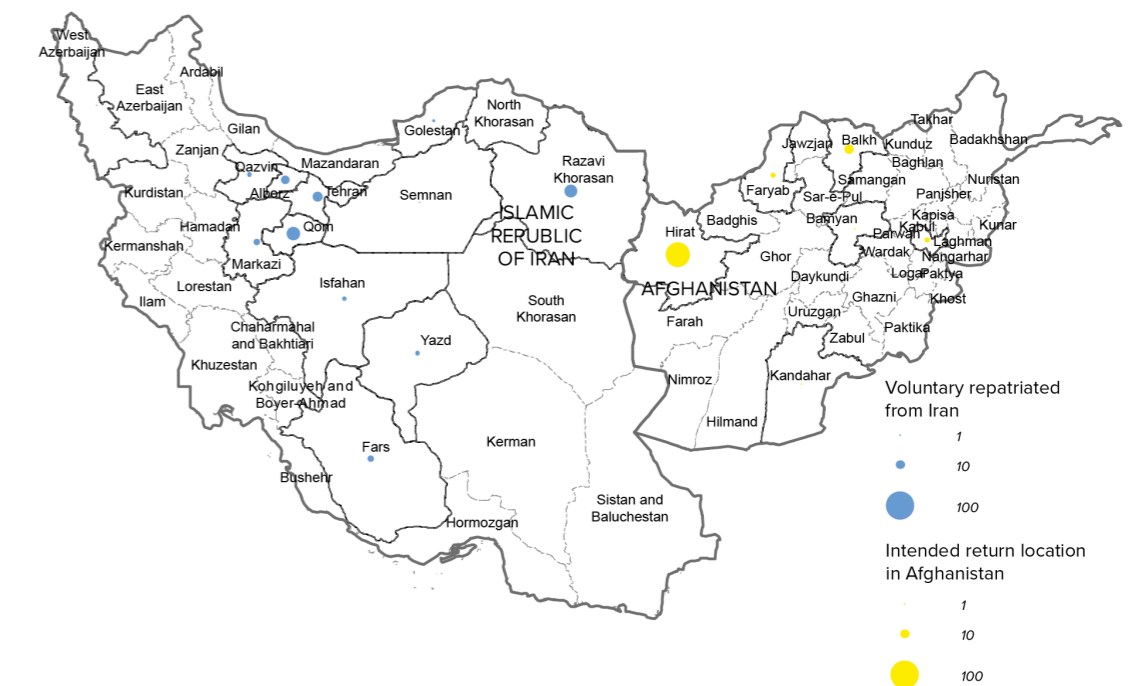 West
Azerbaijan
Ardabil
East
Azerbaijan
Gilan
Zanjan
Qazvin
Mazandaran
Alborz
Tehran
Golestan
North
Khorasan
Razavi
Khorasan
Semnan
Kurdistan
Hamadan
Qom
Kermanshah
Markazi
ISLAMIC
REPUBLIC
OF IRAN
Lorestan
Isfahan
Ilam
South
Khorasan
Chaharmahal
and Bakhtiari
Yazd
Khuzestan
Kohgiluyeh and
Boyer-Ahmad
Fars
Kerman
Bushehr
Hormozgan
Sistan and
Baluchestan
Takhar
Jawzjan
Balkh
Kunduz
Badakhshan
Baghlan
Samangan
Nuristan
Faryab
Sar-e-Pul
Panjsher
Badghis
Bamyan
Kapisa
Kabul
Kunar
Hirat
Parwan
Laghman
Wardak
Nangarhar
Ghor
Daykundi
Logar
Paktya
AFGHANISTAN
Ghazni
Khost
Uruzgan
Farah
Paktika
Zabul
Nimroz
Kandahar
Hilmand
Voluntary repatriated
from Iran
1
10
100
Intended return location
in Afghanistan
1
10
100